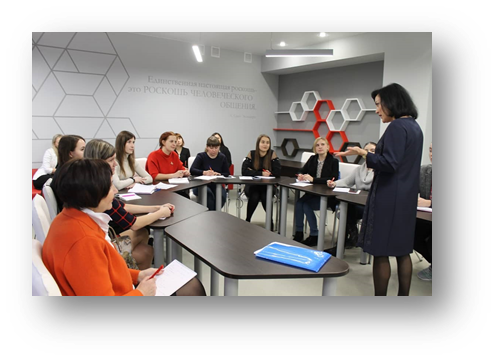 Единственная настоящая роскошь
это РОСКОШЬ ЧЕЛОВЕЧЕСКОГО
ОБЩЕНИЯ